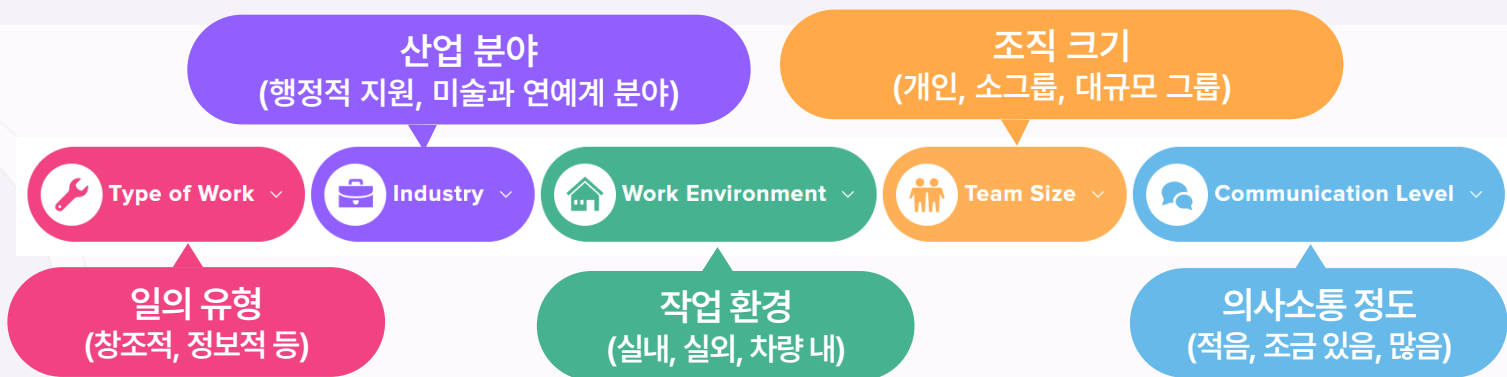 산업 분야
(행정적 지원, 미술과 연예계 분야)
조직 크기
(개인, 소그룹, 대규모 그룹)
Type of Work
Industry
Work Environment
Team Size
Communication Level
일의 유형
(창조적, 정보적 등)
작업 환경
(실내, 실외, 차량 내)
의사소통 정도
(적음, 조금 있음, 많음)